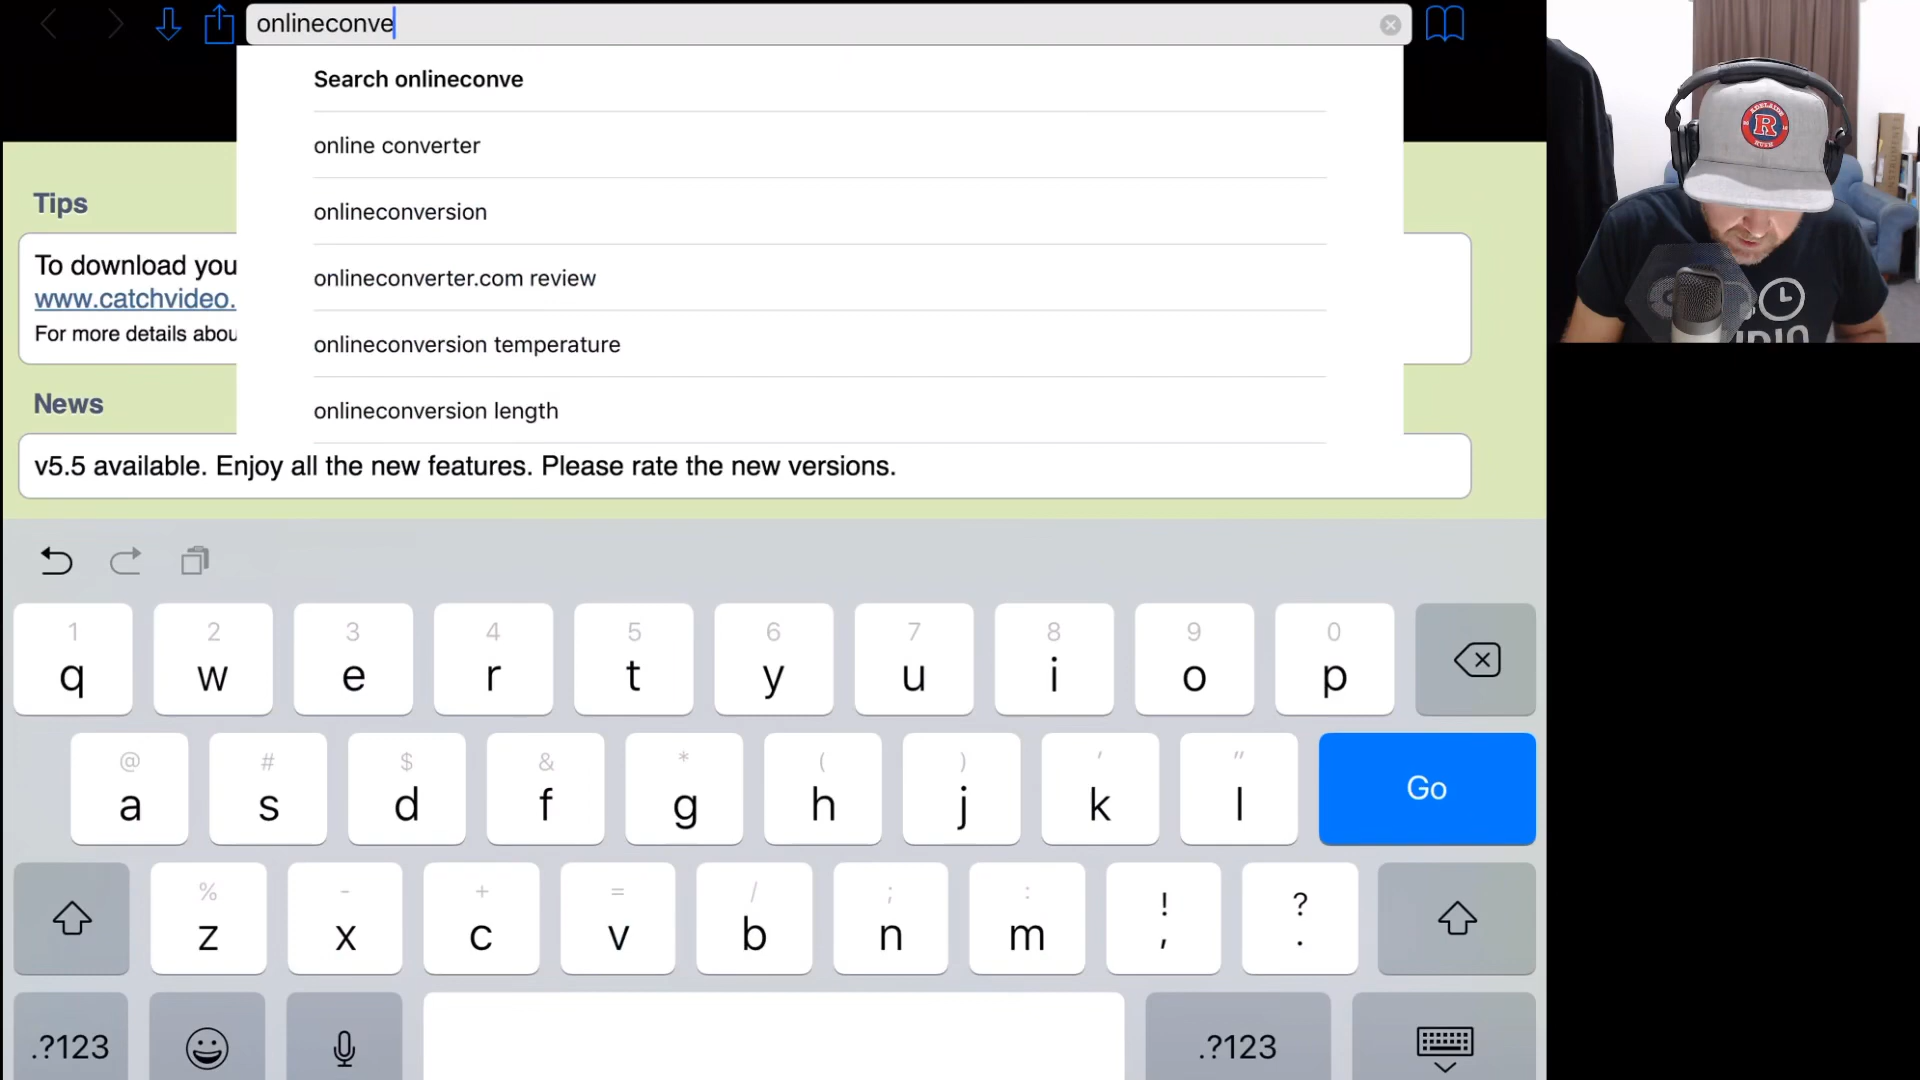 onlineconve
Search onlineconve
online converter
onlineconversion
onlineconverter.com review
onlineconversion temperature
onlineconversion length
Tips
To download you
www.catchvideo.
For more details abou
News
v5.5 available. Enjoy all the new features. Please rate the new versions.
1 2 3 4 5 6 7 8 9 0
q w e r t y u i o p
@ # $ & * ( ) ' "
a s d f g h j k l Go
% - + = / ; : ! ?
z x c v b n m , .
.?123 .?123
ADELAIDE
R
RUSH